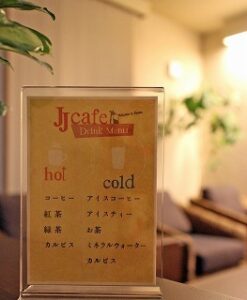 JJcafe
Drink Menu
hot
コーヒー
紅茶
緑茶
カルピス
cold
アイスコーヒー
アイスティー
お茶
ミネラルウォーター
カルピス